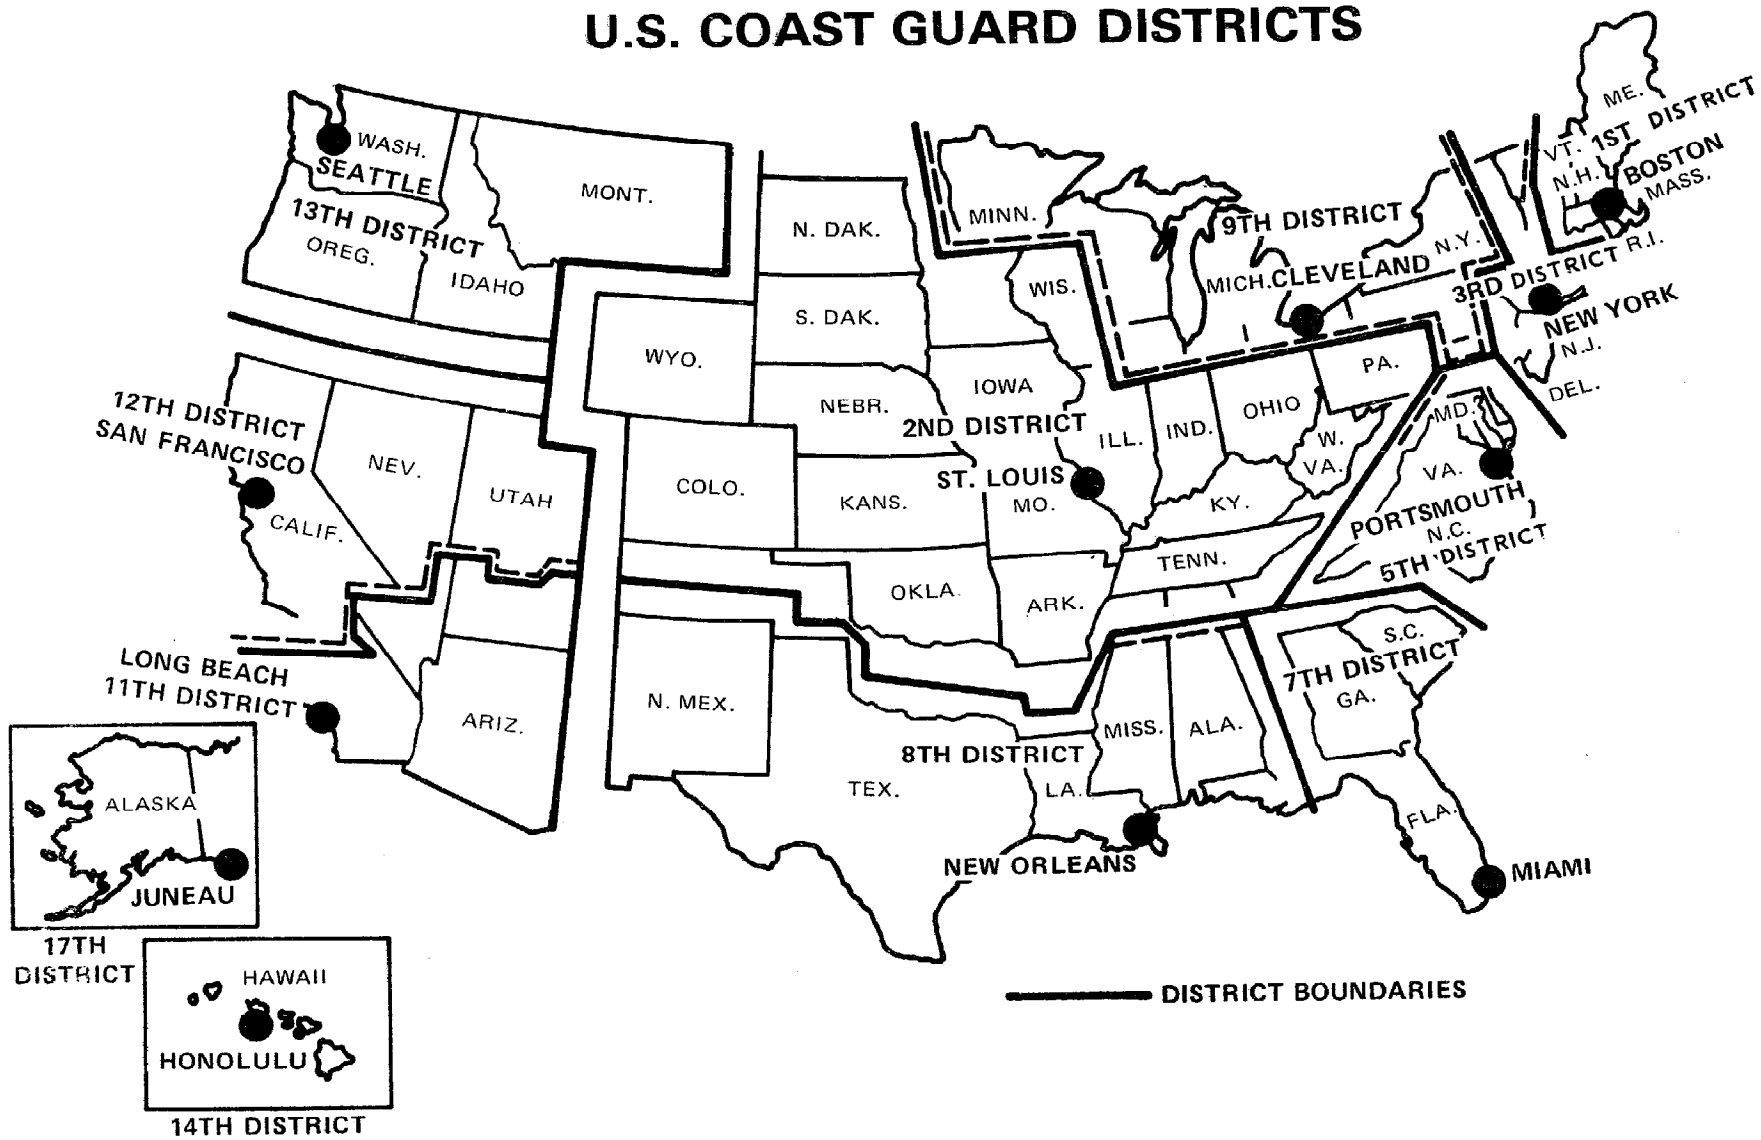 U.S. COAST GUARD DISTRICTS
ME.
WASH.
SEATTLE
MONT.
13TH DISTRICT
OREG.
IDAHO
N. DAK.
MINN.
9TH DISTRICT
N.Y.
VT.
1ST DISTRICT
N.H.
BOSTON
MASS.
R.I.
S. DAK.
WIS.
MICH.
CLEVELAND
3RD DISTRICT
NEW YORK
N.J.
DEL.
WYO.
NEBR.
IOWA
2ND DISTRICT
ILL.
IND.
OHIO
PA.
MD.
W.
VA.
VA.
12TH DISTRICT
SAN FRANCISCO
NEV.
UTAH
CALIF.
COLO.
KANS.
ST. LOUIS
MO.
KY.
PORTSMOUTH
N.C.
5TH DISTRICT
TENN.
OKLA.
ARK.
LONG BEACH
11TH DISTRICT
ARIZ.
N. MEX.
TEX.
8TH DISTRICT
LA.
MISS.
ALA.
S.C.
7TH DISTRICT
GA.
FLA.
NEW ORLEANS
MIAMI
ALASKA
JUNEAU
17TH
DISTRICT
HAWAII
HONOLULU
14TH DISTRICT
DISTRICT BOUNDARIES